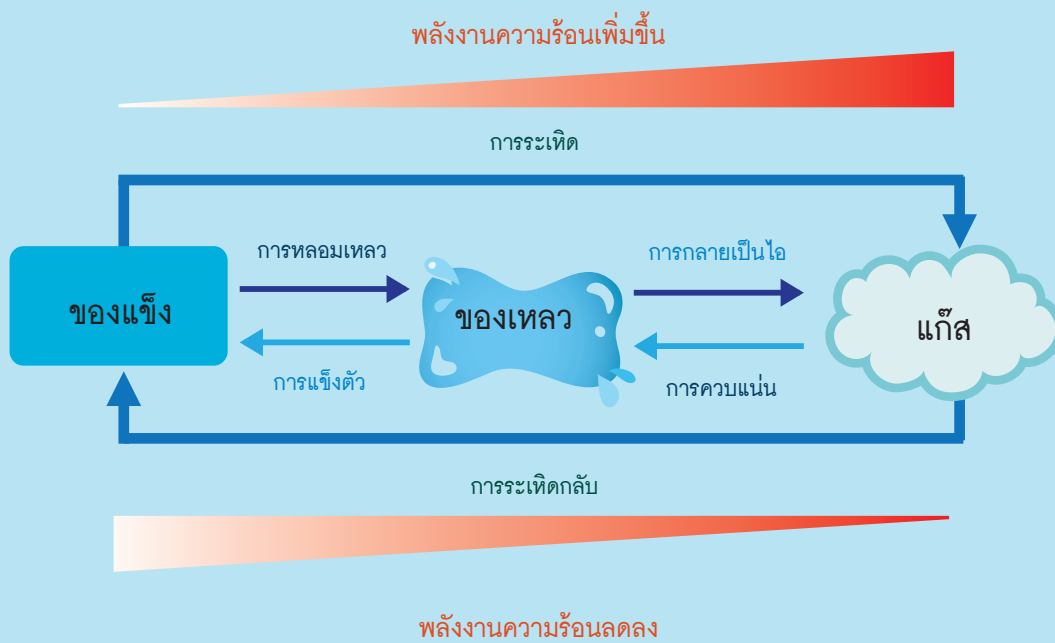 พลังงานความร้อนเพิ่มขึ้น
การระเหิด
การหลอมเหลว
การกลายเป็นไอ
ของแข็ง
ของเหลว
แก๊ส
การแข็งตัว
การควบแน่น
การระเหิดกลับ
พลังงานความร้อนลดลง